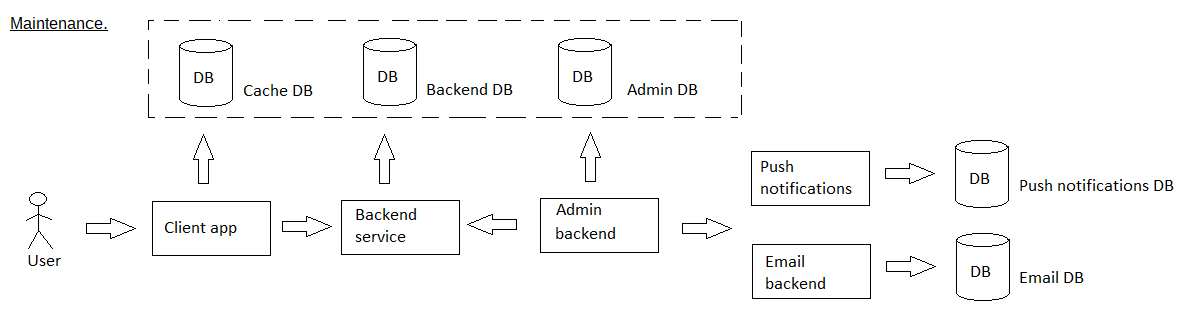 Maintenance.
DB
Cache DB
DB
Backend DB
DB
Admin DB
User
Client app
Backend
service
Admin
backend
Push
notifications
DB
Push notifications DB
Email
backend
DB
Email DB